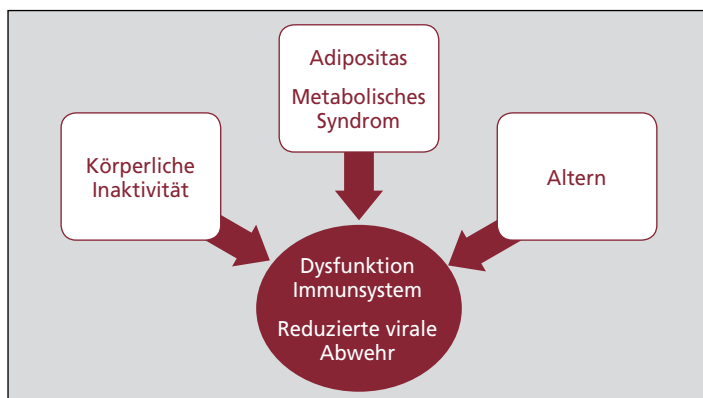 Adipositas
Metabolisches
Syndrom
Körperliche
Inaktivität
Altern
Dysfunktion
Immunsystem
Reduzierte virale
Abwehr